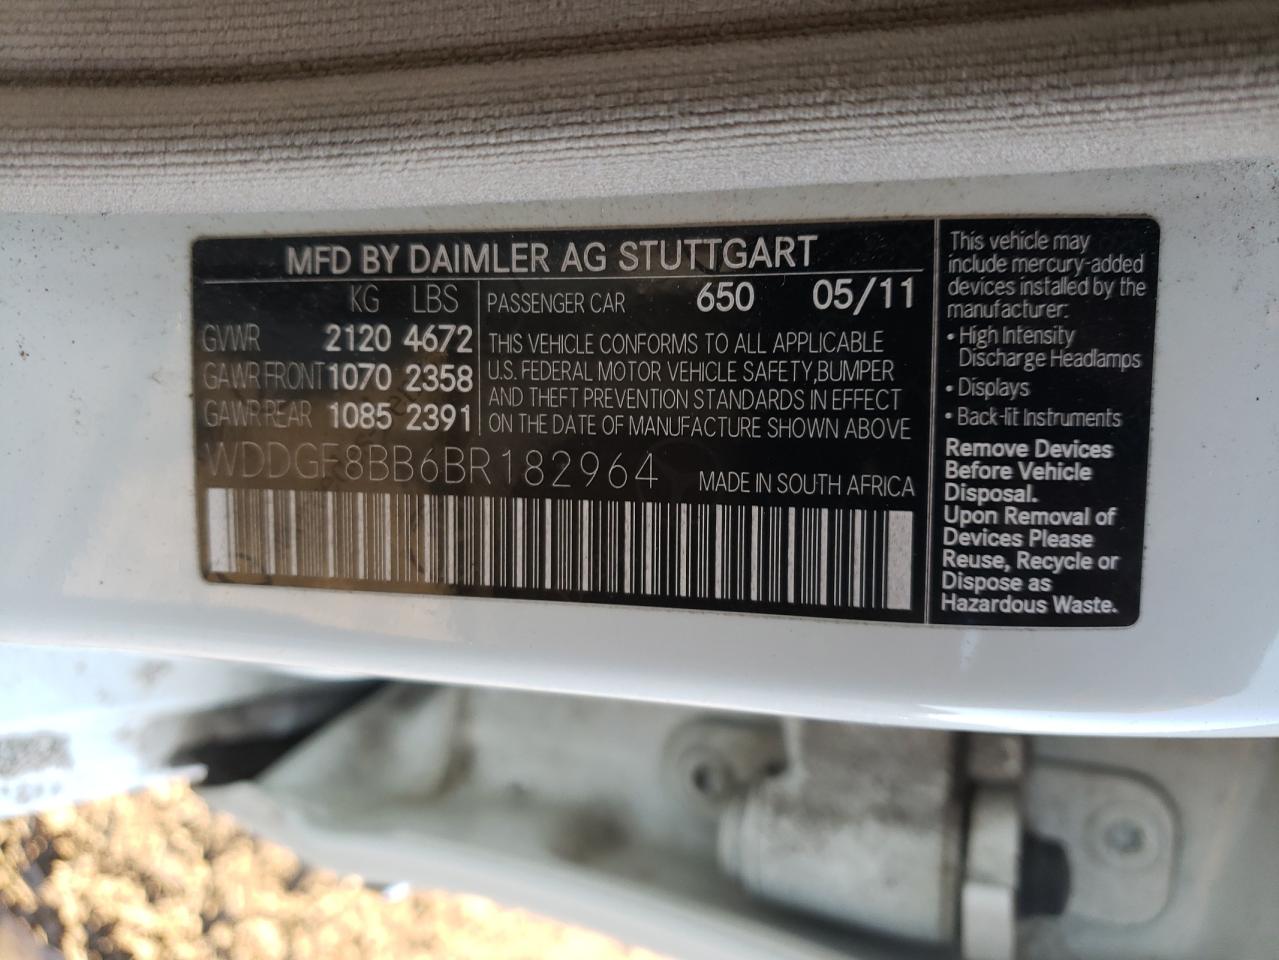 MFD BY DAIMLER AG STUTTGART
KG LBS
GVWR 2120 4672
GAWR FRONT 1070 2358
GAWR REAR 1085 2391
PASSENGER CAR 650 05/11
THIS VEHICLE CONFORMS TO ALL APPLICABLE
U.S. FEDERAL MOTOR VEHICLE SAFETY,BUMPER
AND THEFT PREVENTION STANDARDS IN EFFECT
ON THE DATE OF MANUFACTURE SHOWN ABOVE
WDDGF8BB6BR182964
MADE IN SOUTH AFRICA
This vehicle may
include mercury-added
devices installed by the
manufacturer:
• High Intensity
Discharge Headlamps
• Displays
• Back-lit Instruments
Remove Devices
Before Vehicle
Disposal.
Upon Removal of
Devices Please
Reuse, Recycle or
Dispose as
Hazardous Waste.